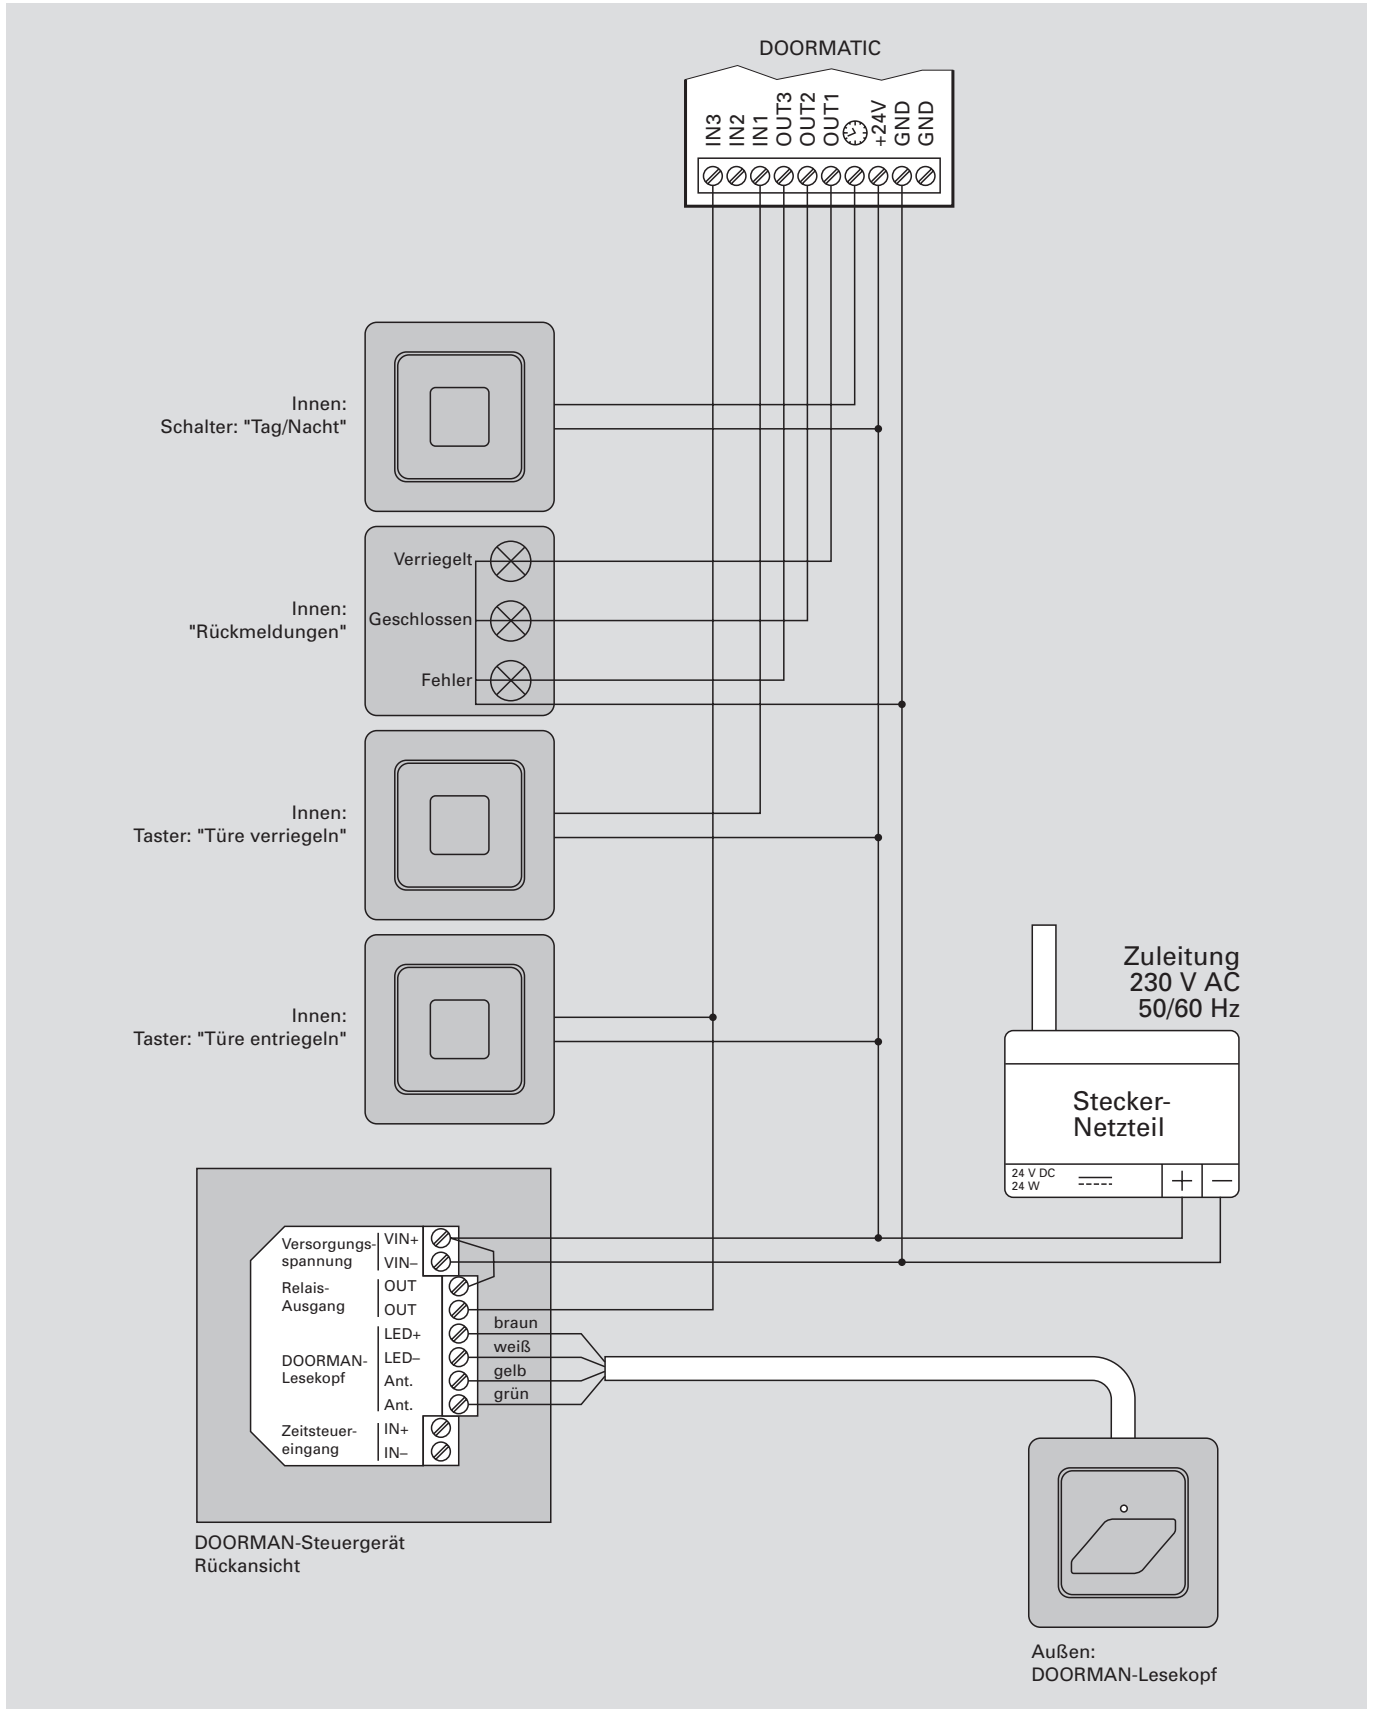 DOORMATIC
IN3
IN2
IN1
OUT3
OUT2
OUT1
+24V
GND
GND
Innen:
Schalter: "Tag/Nacht"
Verriegelt
Geschlossen
Fehler
Innen:
"Rückmeldungen"
Innen:
Taster: "Türe verriegeln"
Innen:
Taster: "Türe entriegeln"
Zuleitung
230 V AC
50/60 Hz
Stecker-
Netzteil
24 V DC
24 W
+
–
Versorgungs-
spannung
VIN+
VIN–
Relais-
Ausgang
OUT
OUT
DOORMAN-
Lesekopf
LED+
LED–
Ant.
Ant.
Zeitsteuer-
eingang
IN+
IN–
braun
weiß
gelb
grün
DOORMAN-Steuergerät
Rückansicht
Außen:
DOORMAN-Lesekopf